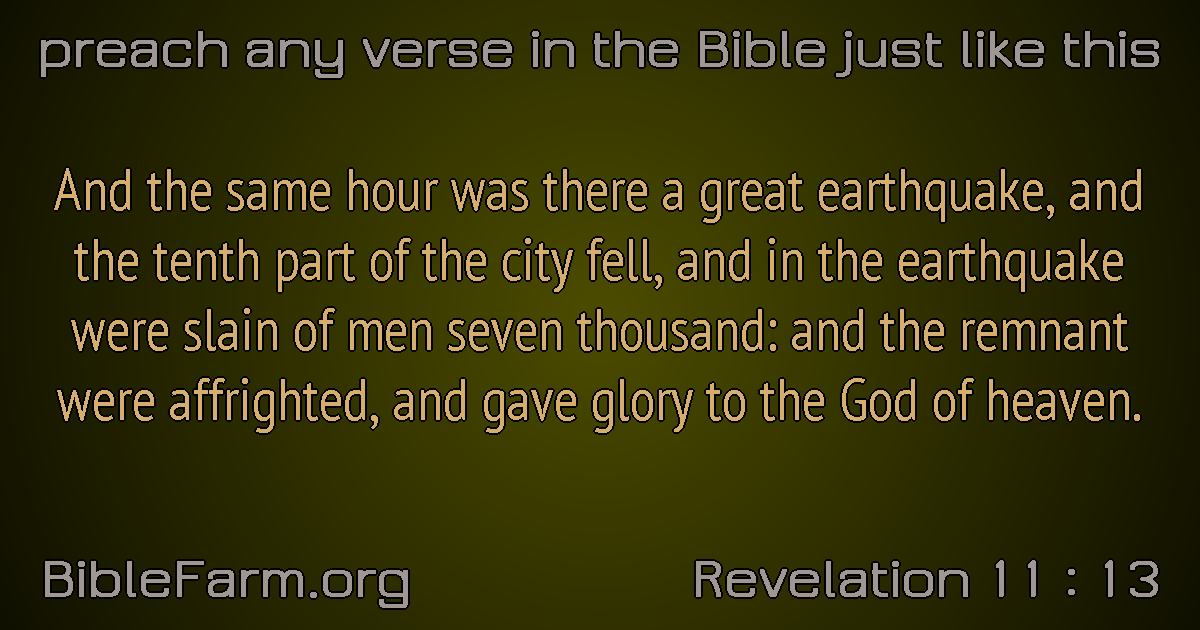 preach any verse in the Bible just like this
And the same hour was there a great earthquake, and
the tenth part of the city fell, and in the earthquake
were slain of men seven thousand: and the remnant
were affrighted, and gave glory to the God of heaven.
BibleFarm.org
Revelation 11 : 13